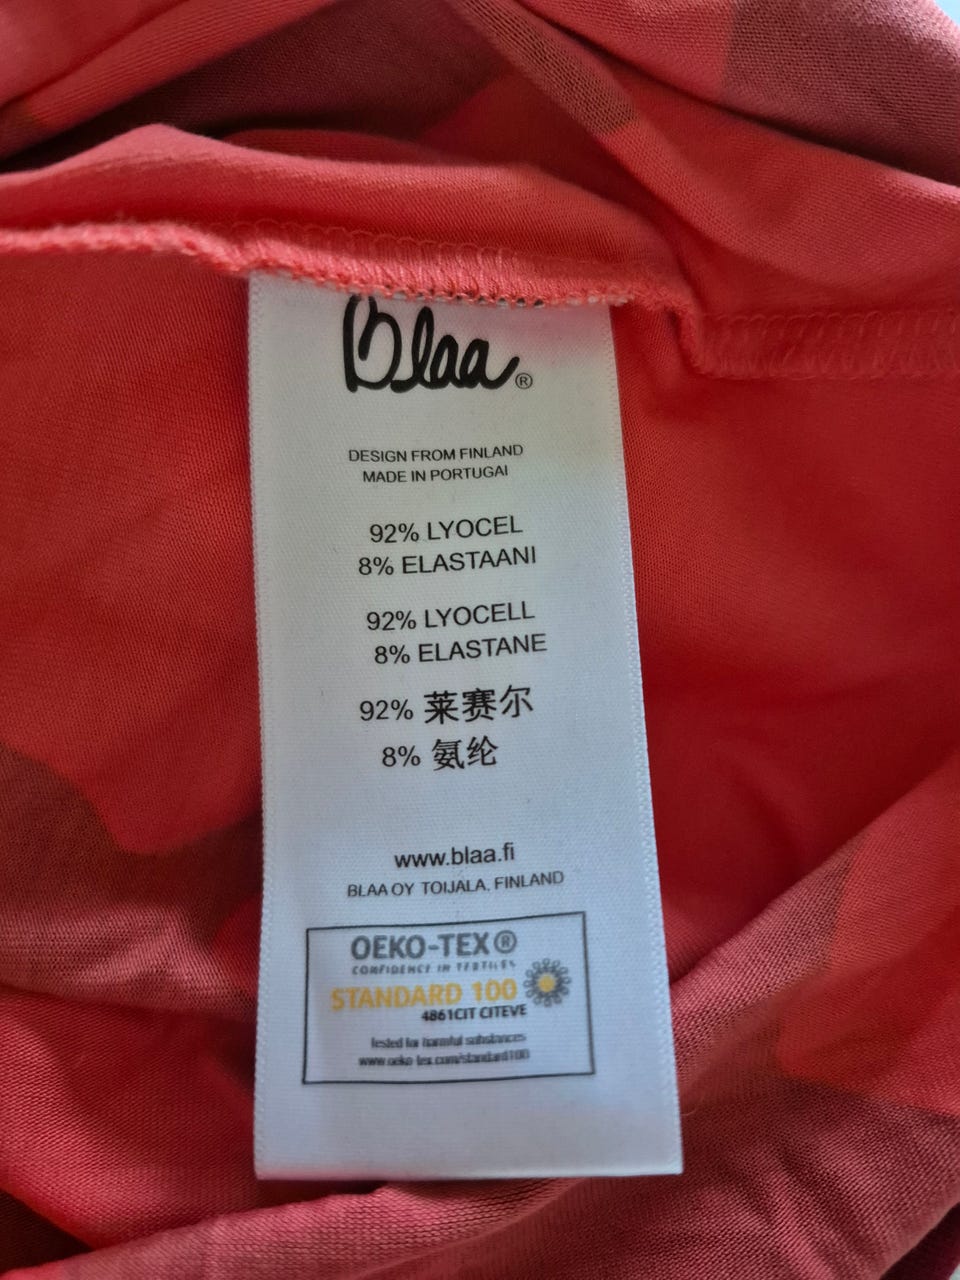 Blaa®
DESIGN FROM FINLAND
MADE IN PORTUGAl
92% LYOCEL
8% ELASTAANI
92% LYOCELL
8% ELASTANE
92% 莱赛尔
8% 氨纶
www.blaa.fi
BLAA OY TOIJALA, FINLAND
OEKO-TEX®
CONFIDENCE IN TEXTILES
STANDARD 100
4861CIT CITEVE
Tested for harmful substances
www.oeko-tex.com/standard100